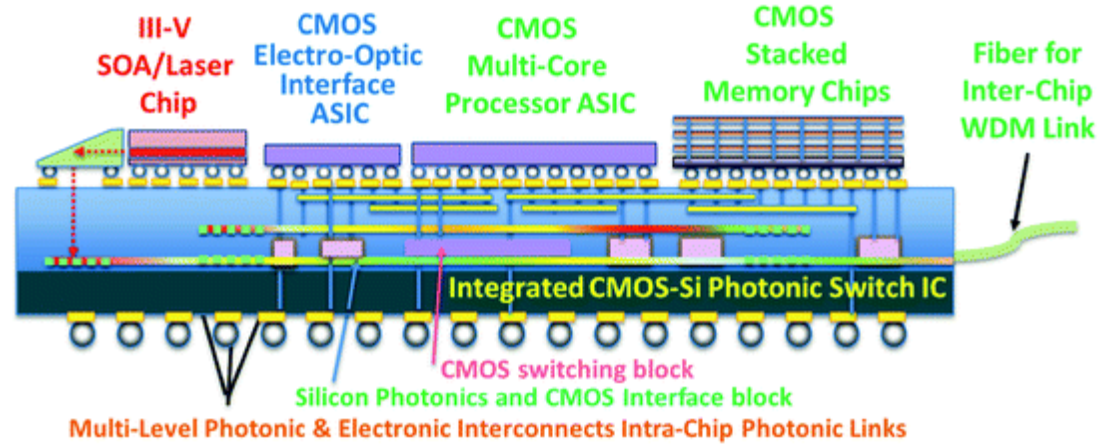 III-V
SOA/Laser
Chip
CMOS
Electro-Optic
Interface
ASIC
CMOS
Multi-Core
Processor ASIC
CMOS
Stacked
Memory Chips
Fiber for
Inter-Chip
WDM Link
Integrated CMOS-Si Photonic Switch IC
CMOS switching block
Silicon Photonics and CMOS Interface block
Multi-Level Photonic & Electronic Interconnects Intra-Chip Photonic Links